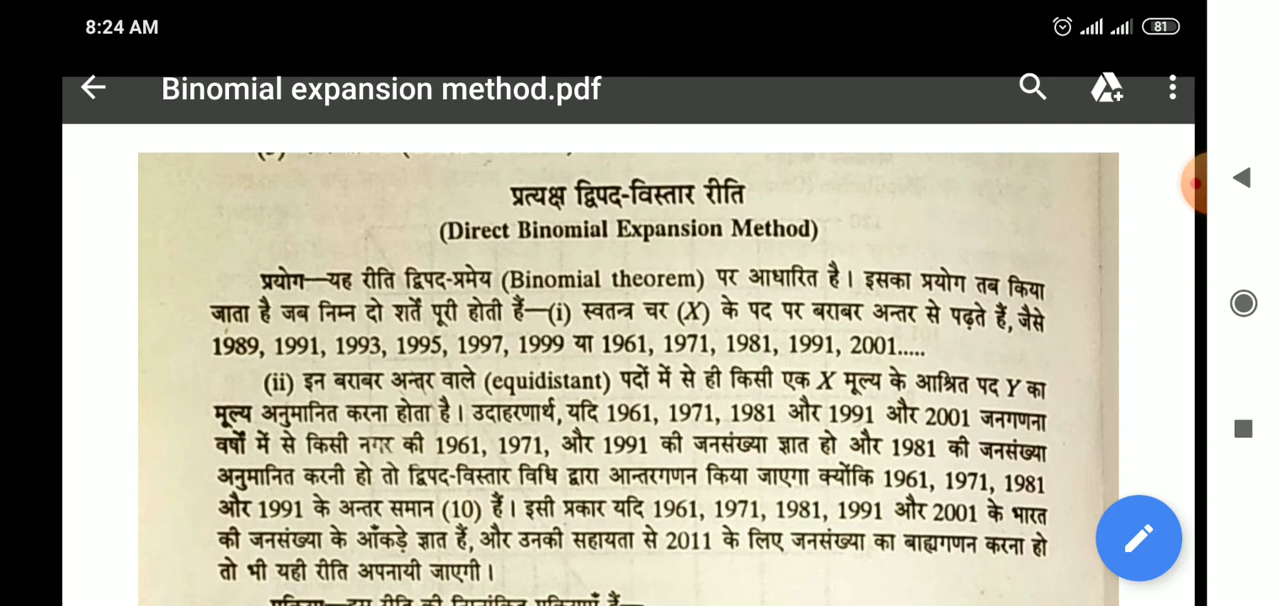 8:24 AM
81
Binomial expansion method.pdf
प्रत्यक्ष द्विपद-विस्तार रीति
(Direct Binomial Expansion Method)
प्रयोग—यह रीति द्विपद-प्रमेय (Binomial theorem) पर आधारित है। इसका प्रयोग तब किया
जाता है जब निम्न दो शर्तें पूरी होती हैं—(i) स्वतन्त्र चर (X) के पद पर बराबर अन्तर से पढ़ते हैं, जैसे
1989, 1991, 1993, 1995, 1997, 1999 या 1961, 1971, 1981, 1991, 2001.....
(ii) इन बराबर अन्तर वाले (equidistant) पदों में से ही किसी एक X मूल्य के आश्रित पद Y का
मूल्य अनुमानित करना होता है। उदाहरणार्थ, यदि 1961, 1971, 1981 और 1991 और 2001 जनगणना
वर्षों में से किसी नगर की 1961, 1971, और 1991 की जनसंख्या ज्ञात हो और 1981 की जनसंख्या
अनुमानित करनी हो तो द्विपद-विस्तार विधि द्वारा आन्तरगणन किया जाएगा क्योंकि 1961, 1971, 1981
और 1991 के अन्तर समान (10) हैं। इसी प्रकार यदि 1961, 1971, 1981, 1991 और 2001 के भारत
की जनसंख्या के आँकड़े ज्ञात हैं, और उनकी सहायता से 2011 के लिए जनसंख्या का बाह्यगणन करना हो
तो भी यही रीति अपनायी जाएगी।